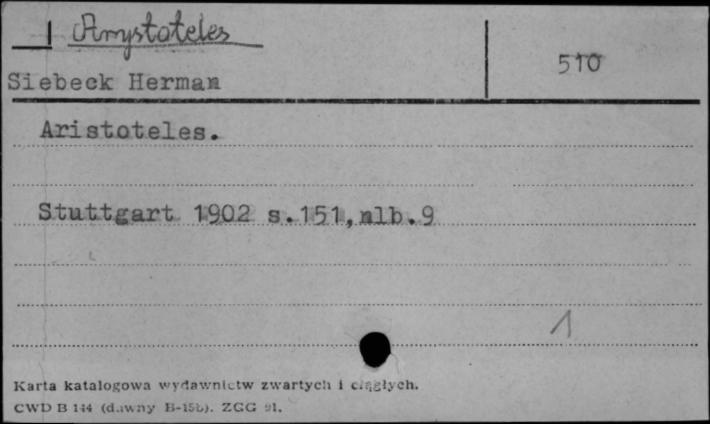 Arystoteles
Siebeck Herman
510
Aristoteles.
Stuttgart 1902 s.151,nlb.9
1
Karta katalogowa wydawnictw zwartych i ciągłych.
CWD B 144 (dawny B-15b). ZGG 91.